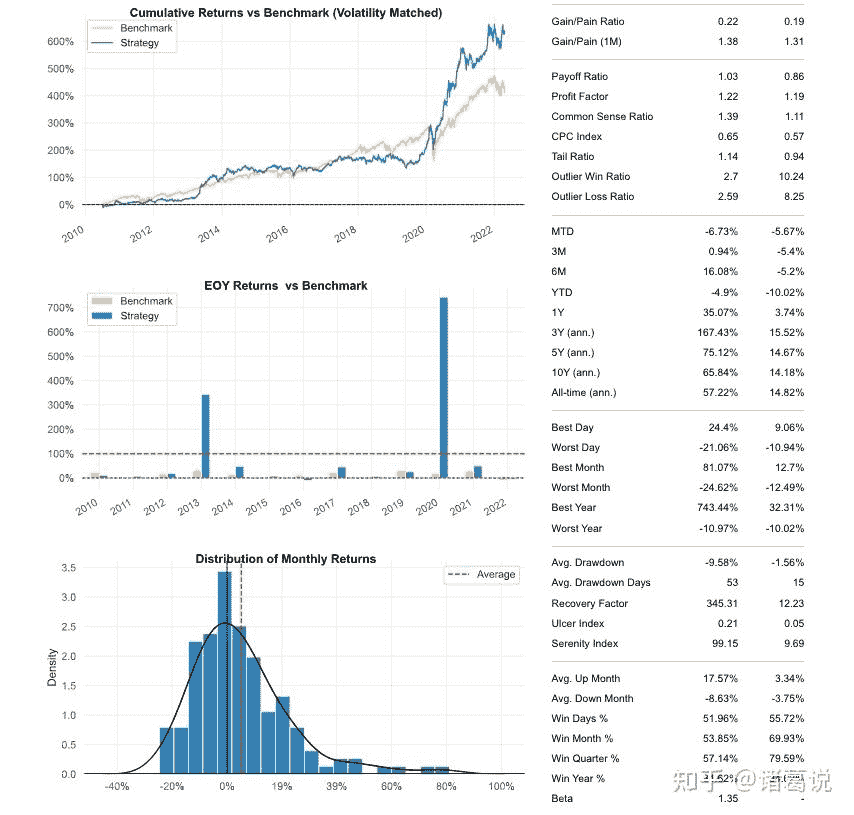 Cumulative Returns vs Benchmark (Volatility Matched)
Benchmark
Strategy
600%
500%
400%
300%
200%
100%
0%
2010 2012 2014 2016 2018 2020 2022
EOY Returns vs Benchmark
Benchmark
Strategy
700%
600%
500%
400%
300%
200%
100%
0%
2010 2011 2012 2013 2014 2015 2016 2017 2018 2019 2020 2021 2022
Distribution of Monthly Returns
Average
Density
3.5
3.0
2.5
2.0
1.5
1.0
0.5
0.0
-40% -20% 0% 19% 39% 60% 80% 100%
Gain/Pain Ratio 0.22 0.19
Gain/Pain (1M) 1.38 1.31
Payoff Ratio 1.03 0.86
Profit Factor 1.22 1.19
Common Sense Ratio 1.39 1.11
CPC Index 0.65 0.57
Tail Ratio 1.14 0.94
Outlier Win Ratio 2.7 10.24
Outlier Loss Ratio 2.59 8.25
MTD -6.73% -5.67%
3M 0.94% -5.4%
6M 16.08% -5.2%
YTD -4.9% -10.02%
1Y 35.07% 3.74%
3Y (ann.) 167.43% 15.52%
5Y (ann.) 75.12% 14.67%
10Y (ann.) 65.84% 14.18%
All-time (ann.) 57.22% 14.82%
Best Day 24.4% 9.06%
Worst Day -21.06% -10.94%
Best Month 81.07% 12.7%
Worst Month -24.62% -12.49%
Best Year 743.44% 32.31%
Worst Year -10.97% -10.02%
Avg. Drawdown -9.58% -1.56%
Avg. Drawdown Days 53 15
Recovery Factor 345.31 12.23
Ulcer Index 0.21 0.05
Serenity Index 99.15 9.69
Avg. Up Month 17.57% 3.34%
Avg. Down Month -8.63% -3.75%
Win Days % 51.96% 55.72%
Win Month % 53.85% 69.93%
Win Quarter % 57.14% 79.59%
Win Year %
Beta 1.35 -
知乎 @诸葛说